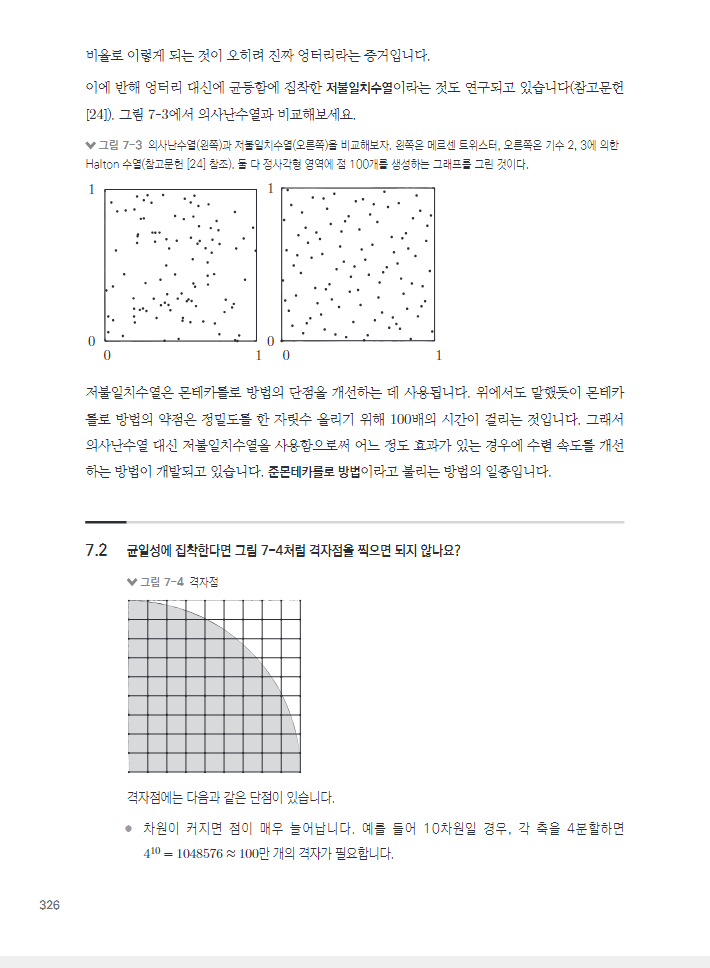 비율로 이렇게 되는 것이 오히려 진짜 엉터리라는 증거입니다.
이에 반해 엉터리 대신에 균등함에 집착한 저불일치수열이라는 것도 연구되고 있습니다(참고문헌
[24]). 그림 7-3에서 의사난수열과 비교해보세요.
그림 7-3 의사난수열(왼쪽)과 저불일치수열(오른쪽)을 비교해보자. 왼쪽은 메르센 트위스터, 오른쪽은 기수 2, 3에 의한
Halton 수열(참고문헌 [24] 참조). 둘 다 정사각형 영역에 점 100개를 생성하는 그래프를 그린 것이다.
1 1
0 0
0 1 0 1
저불일치수열은 몬테카를로 방법의 단점을 개선하는 데 사용됩니다. 위에서도 말했듯이 몬테카
를로 방법의 약점은 정밀도를 한 자릿수 올리기 위해 100배의 시간이 걸리는 것입니다. 그래서
의사난수열 대신 저불일치수열을 사용함으로써 어느 정도 효과가 있는 경우에 수렴 속도를 개선
하는 방법이 개발되고 있습니다. 준몬테카를로 방법이라고 불리는 방법의 일종입니다.
7.2 균일성에 집착한다면 그림 7-4처럼 격자점을 찍으면 되지 않나요?
그림 7-4 격자점
격자점에는 다음과 같은 단점이 있습니다.
● 차원이 커지면 점이 매우 늘어납니다. 예를 들어 10차원일 경우, 각 축을 4분할하면
4¹⁰ = 1048576 ≈ 100만 개의 격자가 필요합니다.
326